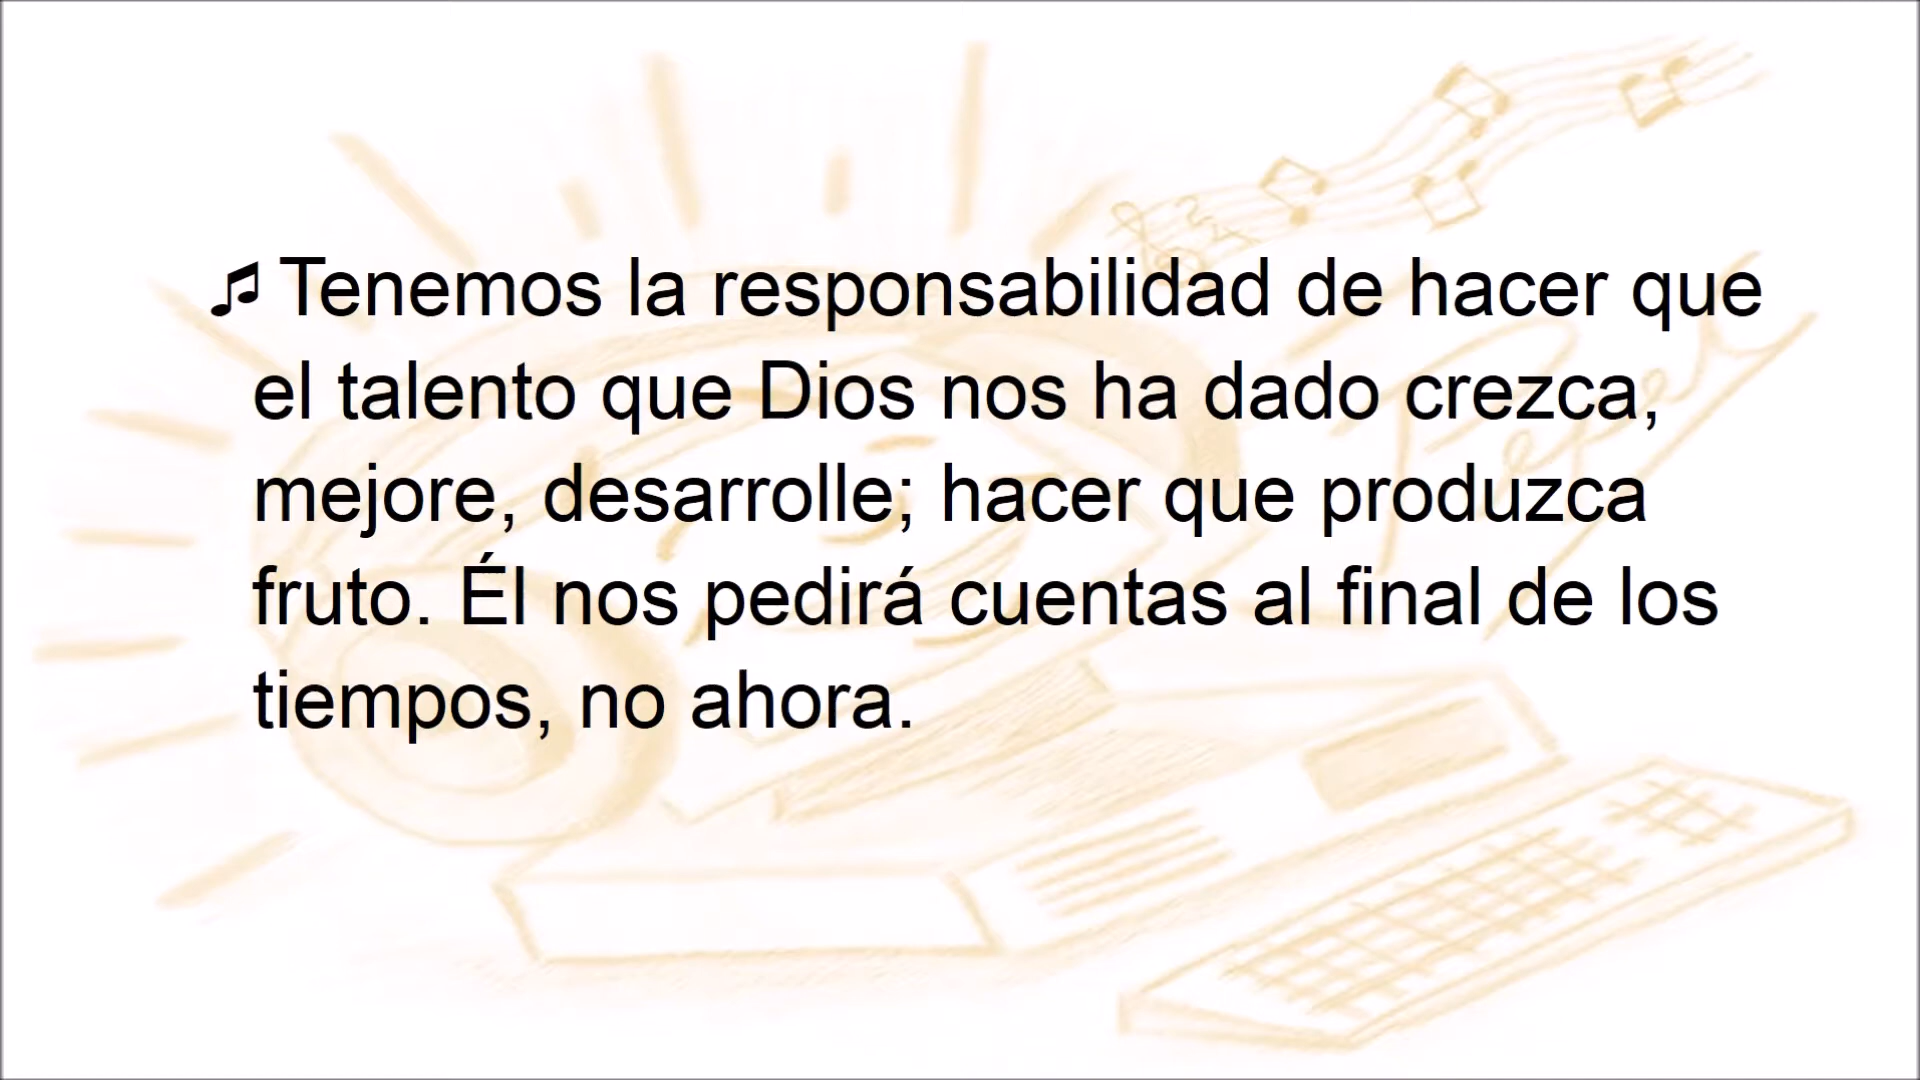 ♫ Tenemos la responsabilidad de hacer que
el talento que Dios nos ha dado crezca,
mejore, desarrolle; hacer que produzca
fruto. Él nos pedirá cuentas al final de los
tiempos, no ahora.